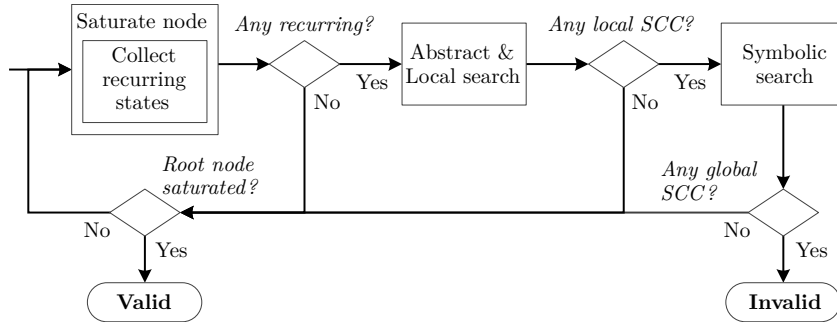 Saturate node
Collect
recurring
states
Any recurring?
Yes
No
Abstract &
Local search
Any local SCC?
Yes
No
Symbolic
search
Root node
saturated?
No
Yes
Valid
Any global
SCC?
No
Yes
Invalid